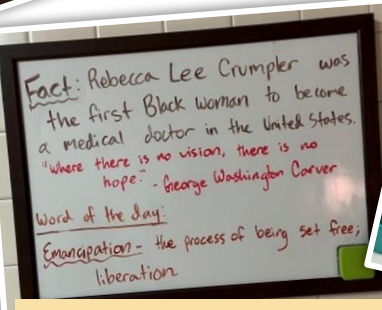 Fact: Rebecca Lee Crumpler was
the first Black woman to become
a medical doctor in the United States.
"Where there is no vision, there is no
hope." - George Washington Carver
Word of the day:
Emancipation - the process of being set free;
liberation